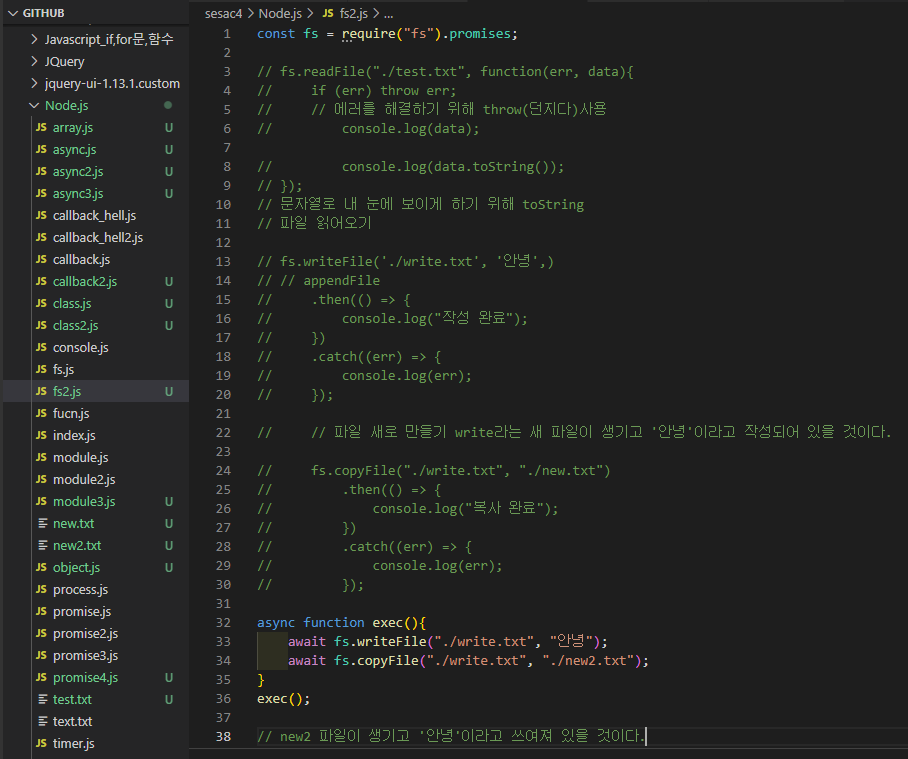 GITHUB
Javascript_if,for문,함수
JQuery
jquery-ui-1.13.1.custom
Node.js
JS array.js U
JS async.js U
JS async2.js U
JS async3.js U
JS callback_hell.js
JS callback_hell2.js
JS callback.js
JS callback2.js U
JS class.js U
JS class2.js U
JS console.js
JS fs.js
JS fs2.js U
JS fucn.js
JS index.js
JS module.js
JS module2.js
JS module3.js U
new.txt U
new2.txt U
JS object.js U
JS process.js
JS promise.js
JS promise2.js
JS promise3.js
JS promise4.js U
test.txt U
text.txt
JS timer.js
sesac4 > Node.js > JS fs2.js > ...
1 const fs = require("fs").promises;
2
3 // fs.readFile("./test.txt", function(err, data){
4 //     if (err) throw err;
5 //     // 에러를 해결하기 위해 throw(던지다)사용
6 //         console.log(data);
7
8 //         console.log(data.toString());
9 // });
10 // 문자열로 내 눈에 보이게 하기 위해 toString
11 // 파일 읽어오기
12
13 // fs.writeFile('./write.txt', '안녕',)
14 // // appendFile
15 //     .then(() => {
16 //         console.log("작성 완료");
17 //     })
18 //     .catch((err) => {
19 //         console.log(err);
20 //     });
21
22 //     // 파일 새로 만들기 write라는 새 파일이 생기고 '안녕'이라고 작성되어 있을 것이다.
23
24 //     fs.copyFile("./write.txt", "./new.txt")
25 //         .then(() => {
26 //             console.log("복사 완료");
27 //         })
28 //         .catch((err) => {
29 //             console.log(err);
30 //         });
31
32 async function exec(){
33     await fs.writeFile("./write.txt", "안녕");
34     await fs.copyFile("./write.txt", "./new2.txt");
35 }
36 exec();
37
38 // new2 파일이 생기고 '안녕'이라고 쓰여져 있을 것이다.